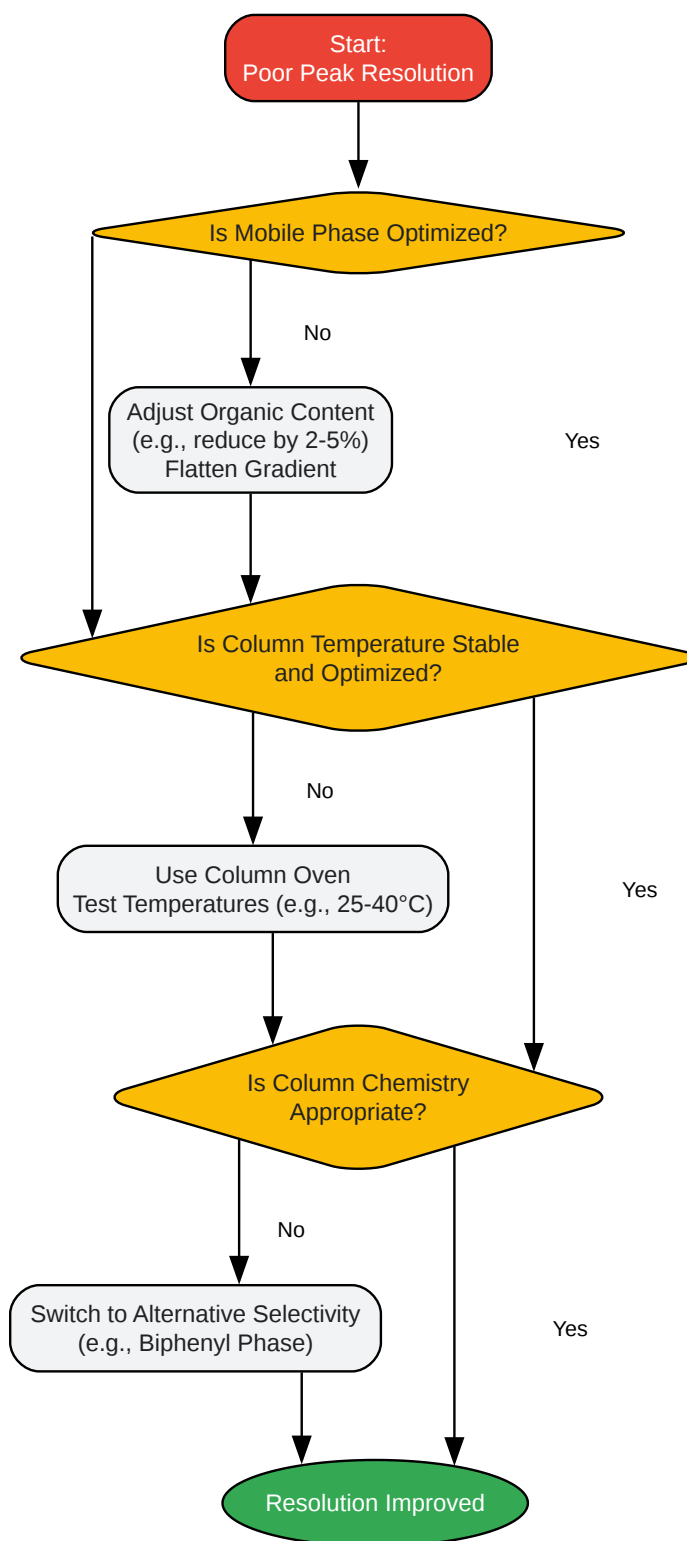 Start:
Poor Peak Resolution
Is Mobile Phase Optimized?
No
Adjust Organic Content
(e.g., reduce by 2-5%)
Flatten Gradient
Yes
Is Column Temperature Stable
and Optimized?
No
Use Column Oven
Test Temperatures (e.g., 25-40°C)
Yes
Is Column Chemistry
Appropriate?
No
Switch to Alternative Selectivity
(e.g., Biphenyl Phase)
Yes
Resolution Improved